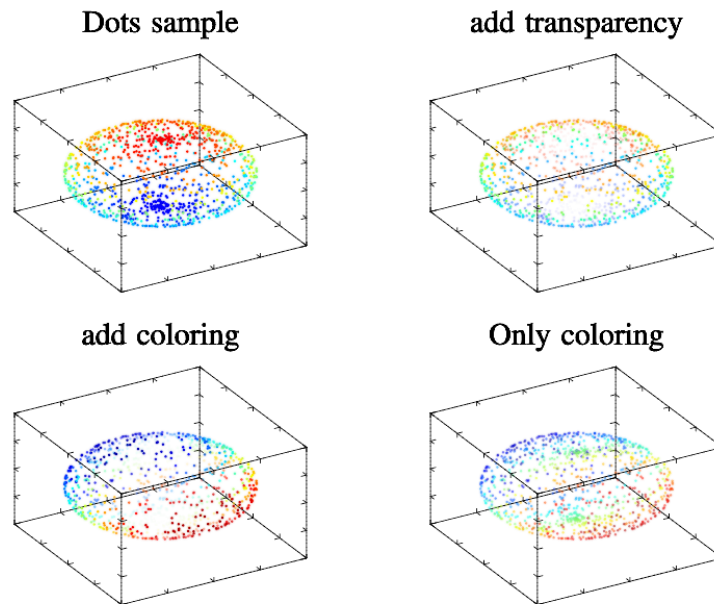 Dots sample
add transparency
add coloring
Only coloring